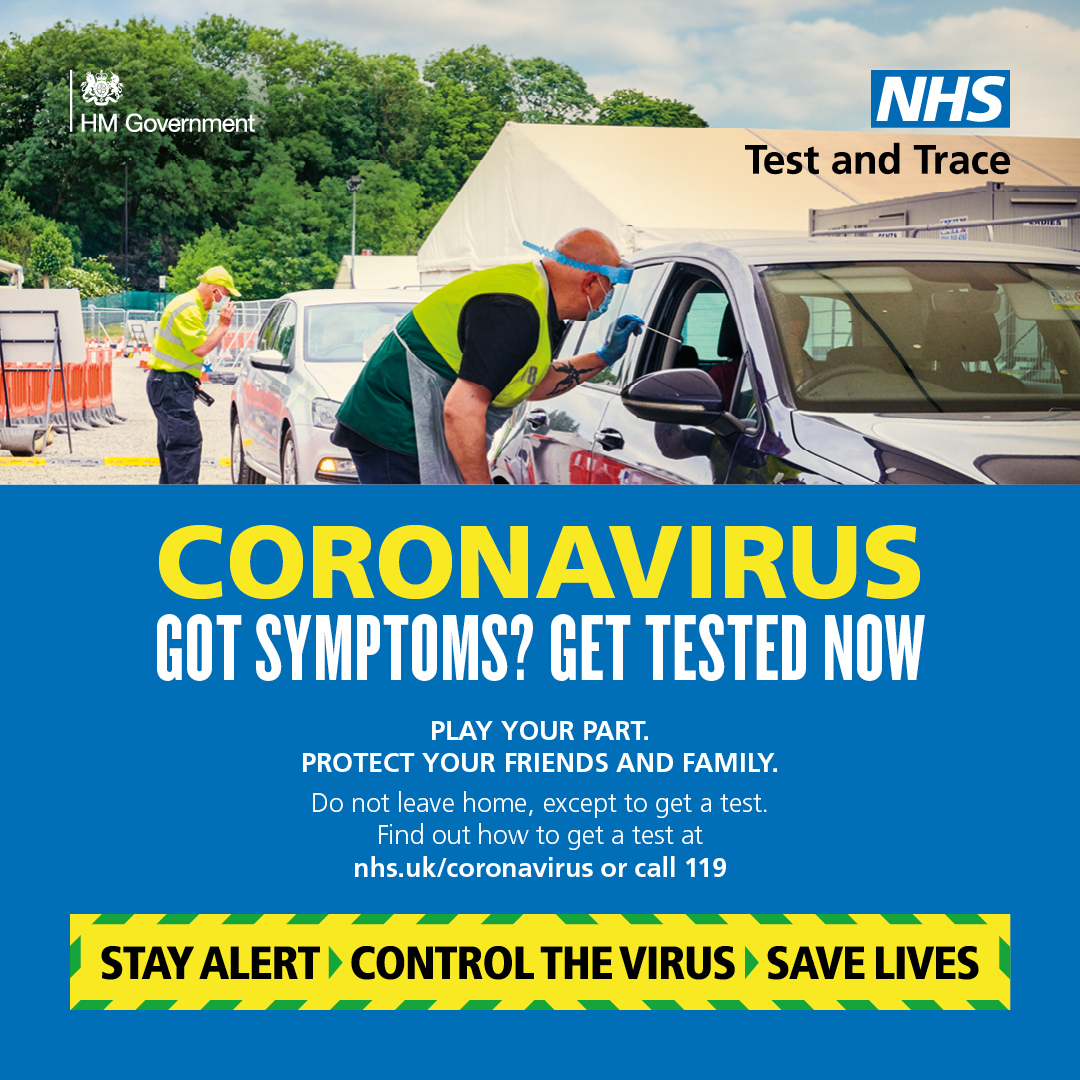 HM Government
NHS
Test and Trace
CORONAVIRUS
GOT SYMPTOMS? GET TESTED NOW
PLAY YOUR PART.
PROTECT YOUR FRIENDS AND FAMILY.
Do not leave home, except to get a test.
Find out how to get a test at
nhs.uk/coronavirus or call 119
STAY ALERT CONTROL THE VIRUS SAVE LIVES